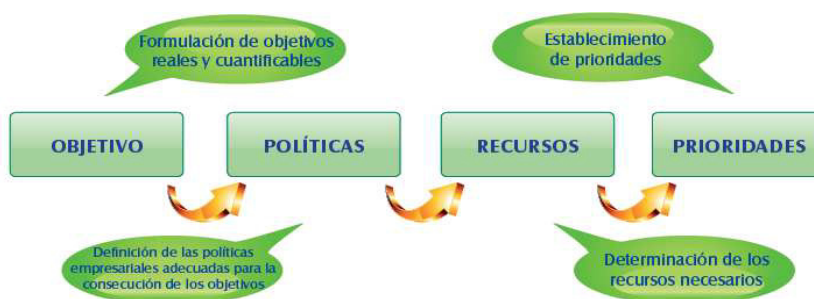 Formulación de objetivos
reales y cuantificables
Establecimiento
de prioridades
OBJETIVO
POLÍTICAS
RECURSOS
PRIORIDADES
Definición de las políticas
empresariales adecuadas para la
consecución de los objetivos
Determinación de los
recursos necesarios